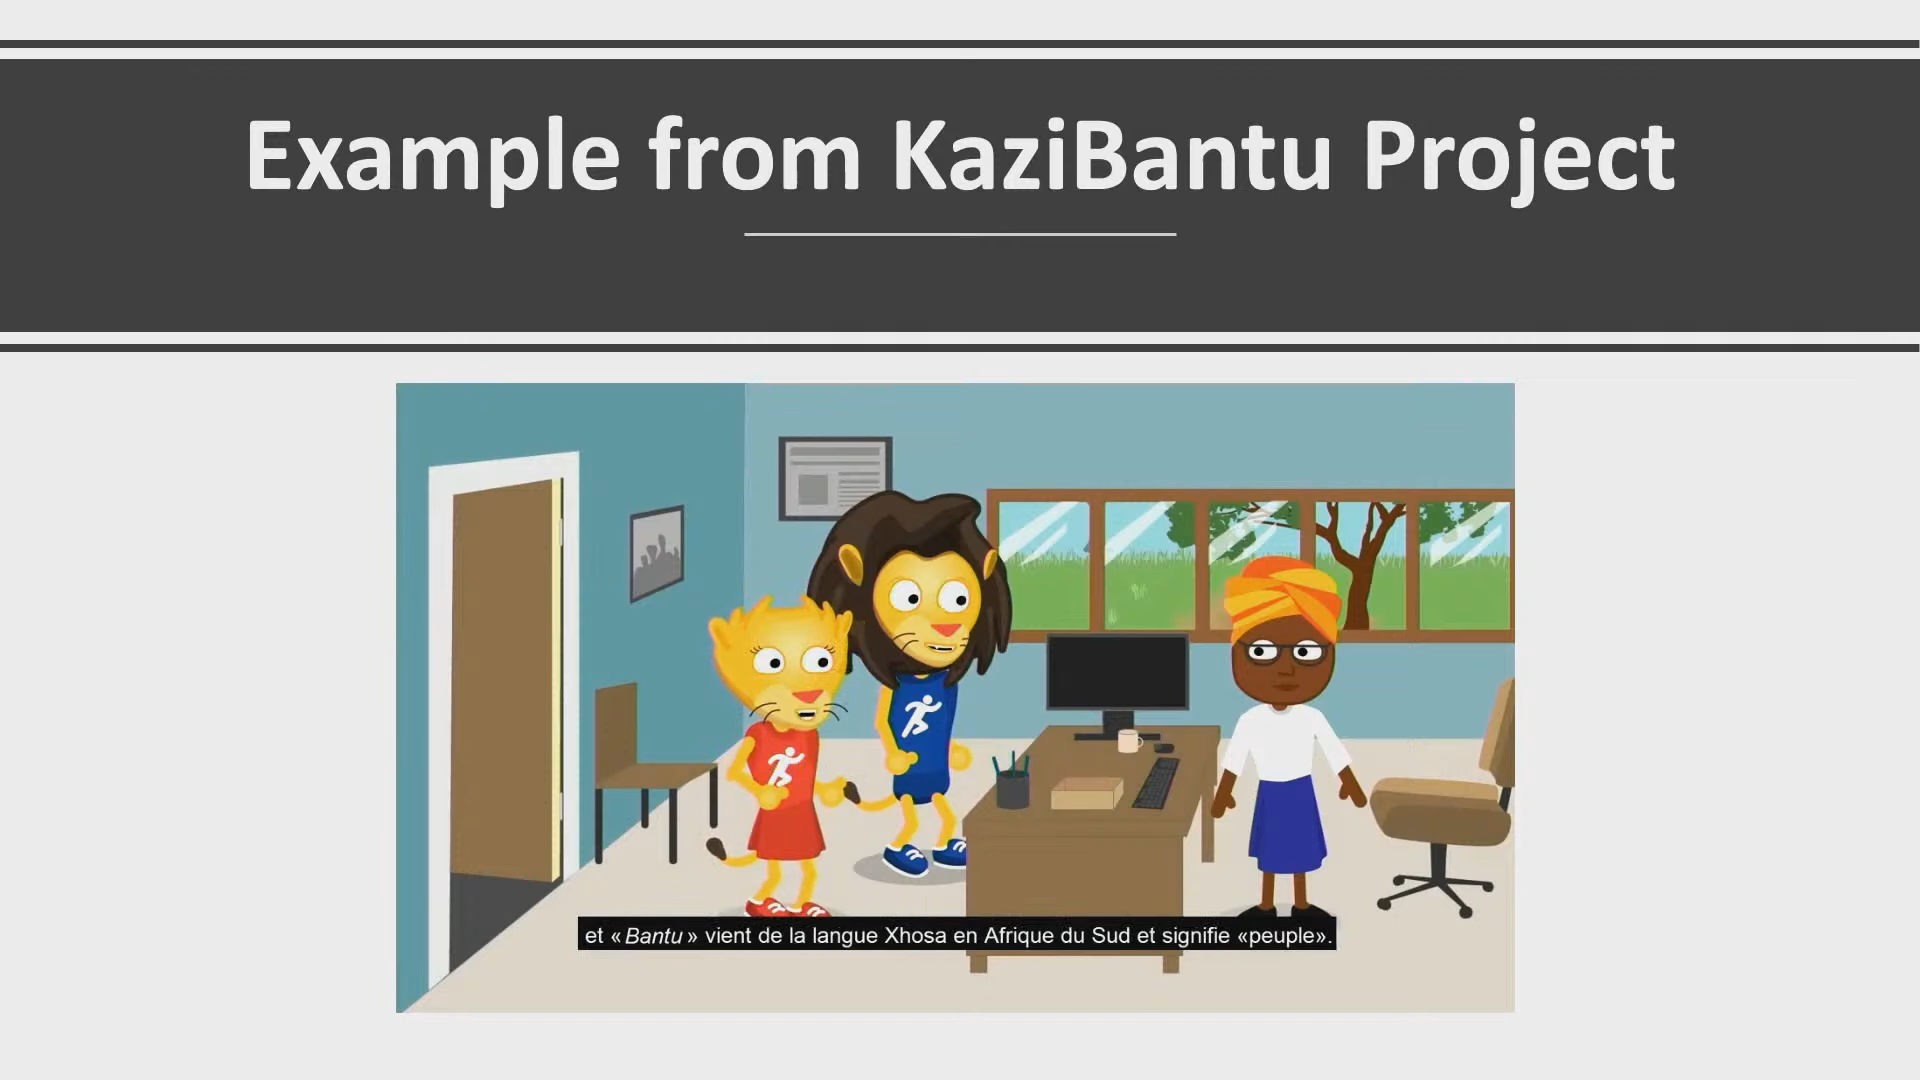 Example from KaziBantu Project
et «Bantu» vient de la langue Xhosa en Afrique du Sud et signifie «peuple».